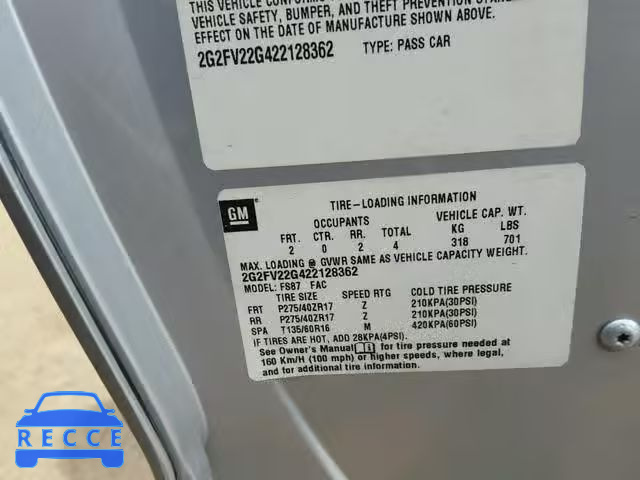 THIS VEHICLE CONFORMS
VEHICLE SAFETY, BUMPER, AND THEFT PREVENTION
EFFECT ON THE DATE OF MANUFACTURE SHOWN ABOVE.
2G2FV22G422128362 TYPE: PASS CAR
GM
TIRE-LOADING INFORMATION
OCCUPANTS VEHICLE CAP. WT.
FRT. CTR. RR. TOTAL KG LBS
2 0 2 4 318 701
MAX. LOADING @ GVWR SAME AS VEHICLE CAPACITY WEIGHT.
2G2FV22G422128362
MODEL: FS87 FAC
TIRE SIZE SPEED RTG COLD TIRE PRESSURE
FRT P275/40ZR17 Z 210KPA(30PSI)
RR P275/40ZR17 Z 210KPA(30PSI)
SPA T135/60R16 M 420KPA(60PSI)
IF TIRES ARE HOT, ADD 28KPA(4PSI).
See Owner's Manual for tire pressure needed at
160 Km/H (100 mph) or higher speeds, where legal,
and for additional tire information.
RECCE